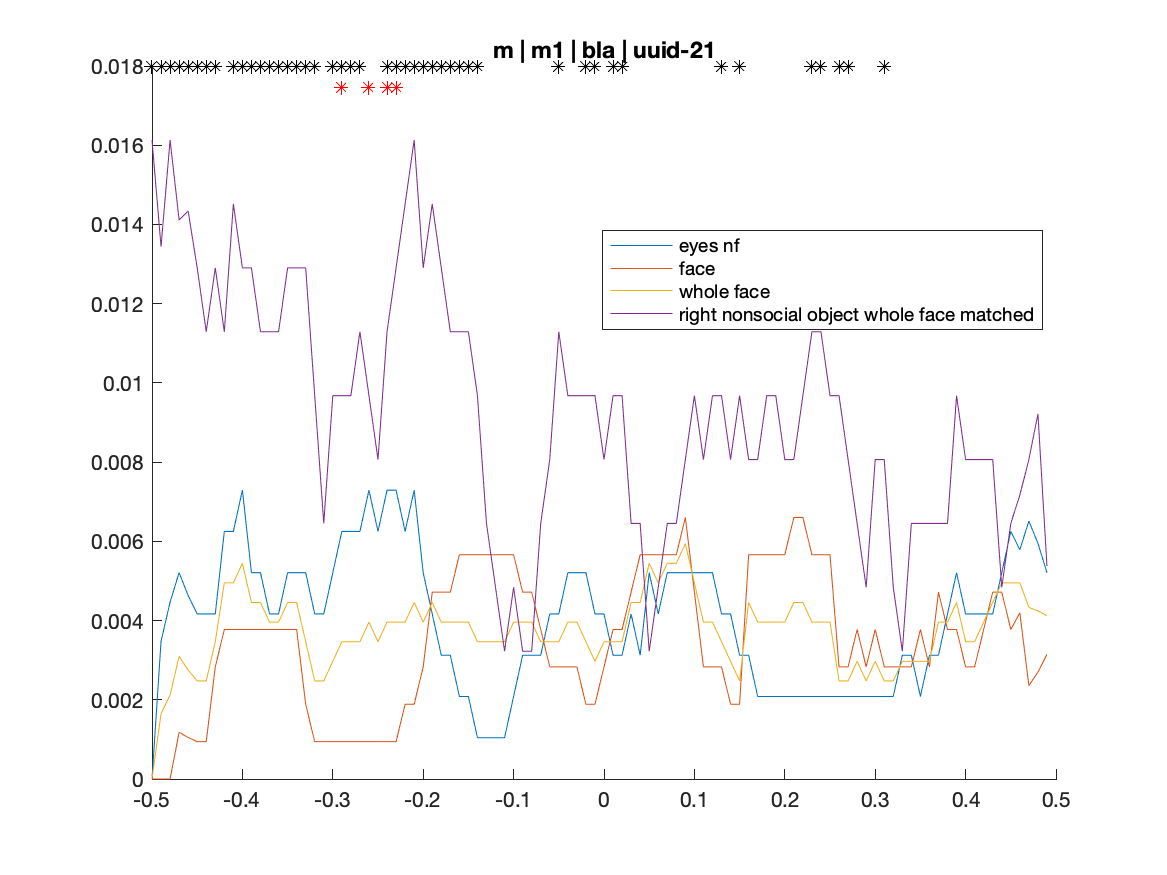 m | m1 | bla | uuid-21
0.018
0.016
0.014
0.012
0.01
0.008
0.006
0.004
0.002
0
eyes nf
face
whole face
right nonsocial object whole face matched
-0.5 -0.4 -0.3 -0.2 -0.1 0 0.1 0.2 0.3 0.4 0.5